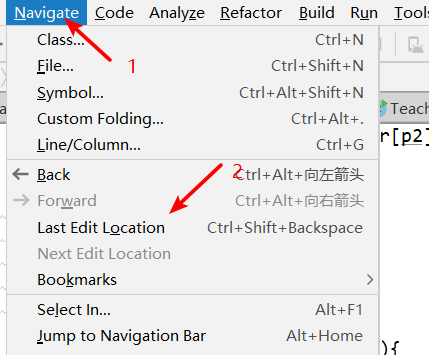 Navigate Code Analyze Refactor Build Run Tools
1
Class... Ctrl+N
File... Ctrl+Shift+N
Symbol... Ctrl+Alt+Shift+N
Teach
Custom Folding... Ctrl+Alt+.
r[p2]
Line/Column... Ctrl+G
2
Back Ctrl+Alt+向左箭头
Forward Ctrl+Alt+向右箭头
Last Edit Location Ctrl+Shift+Backspace
Next Edit Location
Bookmarks
Select In... Alt+F1
Jump to Navigation Bar Alt+Home
){